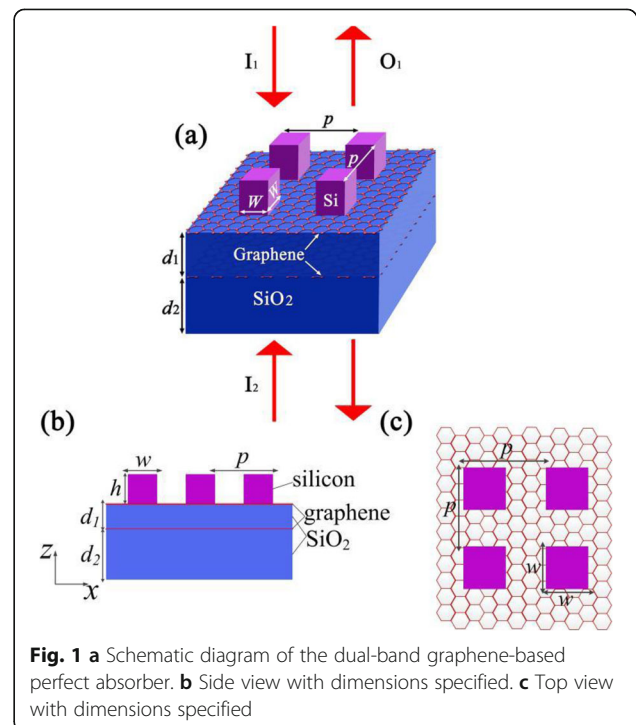 I₁
O₁
(a)
p
p
W
W
Si
d₁
Graphene
d₂
SiO₂
I₂
(b)
(c)
w
p
h
silicon
d₁
graphene
SiO₂
d₂
z
x
p
p
w
w
Fig. 1 a Schematic diagram of the dual-band graphene-based
perfect absorber. b Side view with dimensions specified. c Top view
with dimensions specified